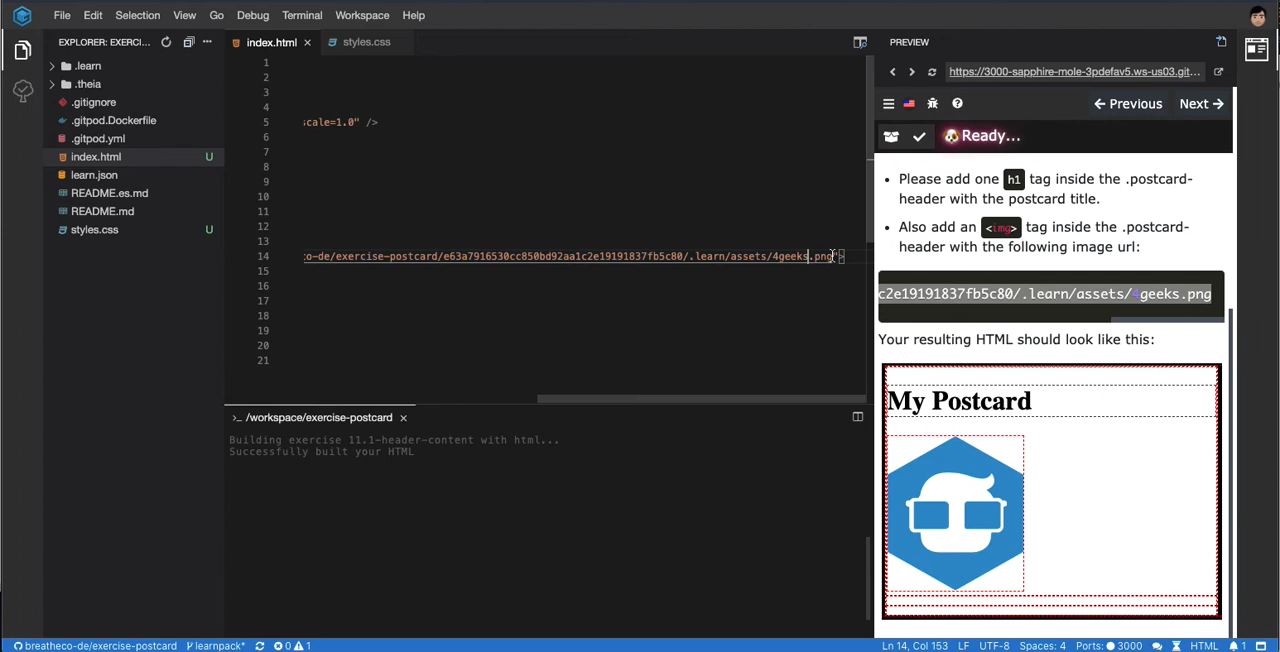 File Edit Selection View Go Debug Terminal Workspace Help
EXPLORER: EXERCI...
.learn
.theia
.gitignore
.gitpod.Dockerfile
.gitpod.yml
index.html U
learn.json
README.es.md
README.md
styles.css U
index.html × styles.css
1
2
3
4
5 scale=1.0" />
6
7
8
9
10
11
12
13
14 co-de/exercise-postcard/e63a7916530cc850bd92aa1c2e19191837fb5c80/.learn/assets/4geeks.png">
15
16
17
18
19
20
21
>_ /workspace/exercise-postcard ×
Building exercise 11.1-header-content with html...
Successfully built your HTML
PREVIEW
https://3000-sapphire-mole-3pdefav5.ws-us03.git...
← Previous Next →
Ready...
• Please add one h1 tag inside the .postcard-
header with the postcard title.
• Also add an <img> tag inside the .postcard-
header with the following image url:
c2e19191837fb5c80/.learn/assets/4geeks.png
Your resulting HTML should look like this:
My Postcard
breatheco-de/exercise-postcard learnpack* 0 1 Ln 14, Col 153 LF UTF-8 Spaces: 4 Ports: 3000 HTML 1